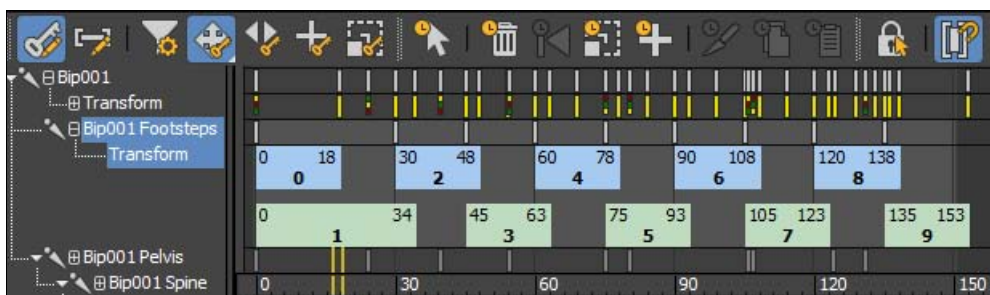 Bip001
Transform
Bip001 Footsteps
Transform
0 18 30 48 60 78 90 108 120 138
0 2 4 6 8
0 34 45 63 75 93 105 123 135 153
1 3 5 7 9
Bip001 Pelvis
Bip001 Spine
0 30 60 90 120 150